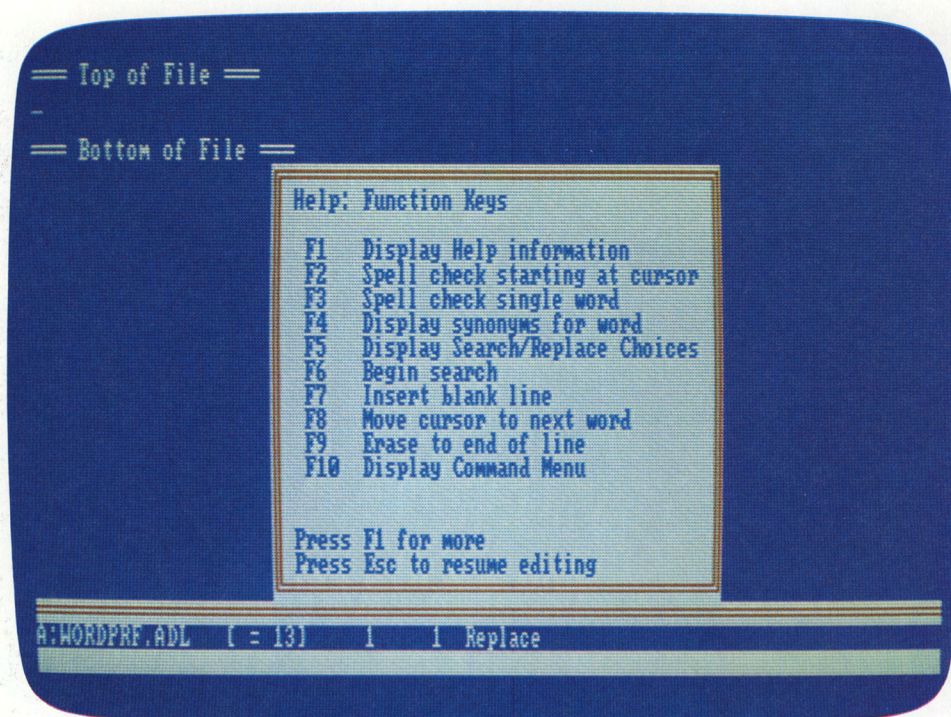 == Top of File ==
_
== Bottom of File ==
Help: Function Keys
F1 Display Help information
F2 Spell check starting at cursor
F3 Spell check single word
F4 Display synonyms for word
F5 Display Search/Replace Choices
F6 Begin search
F7 Insert blank line
F8 Move cursor to next word
F9 Erase to end of line
F10 Display Command Menu
Press F1 for more
Press Esc to resume editing
A:WORDPRF.ADL [ = 13] 1 1 Replace